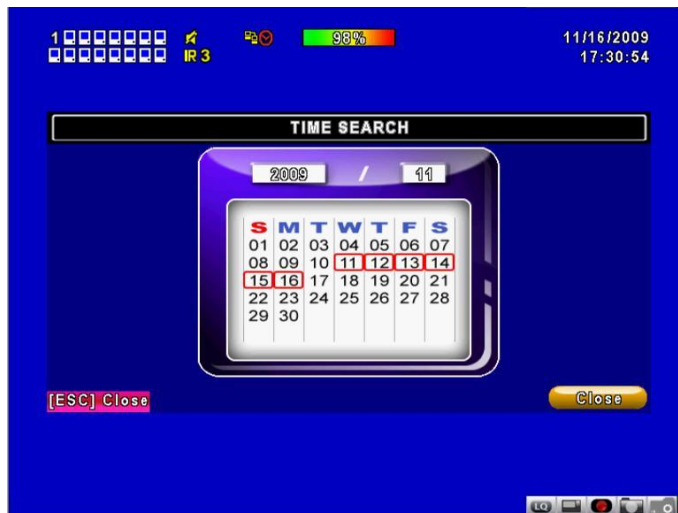 1 98% 11/16/2009
IR 3 17:30:54
TIME SEARCH
2009 / 11
S M T W T F S
01 02 03 04 05 06 07
08 09 10 11 12 13 14
15 16 17 18 19 20 21
22 23 24 25 26 27 28
29 30
[ESC] Close Close
LQ